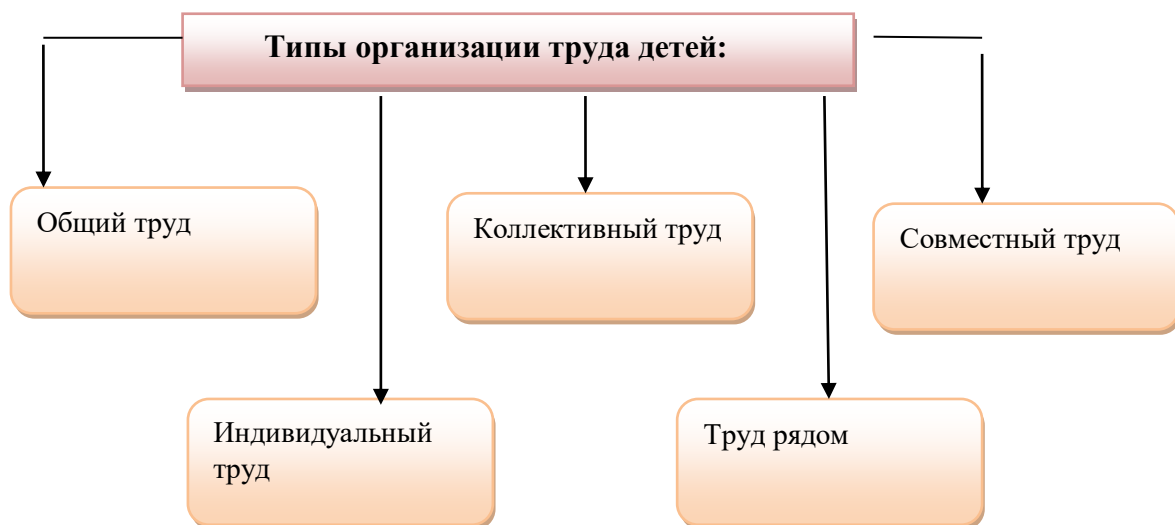 Типы организации труда детей:
Общий труд
Коллективный труд
Совместный труд
Индивидуальный
труд
Труд рядом